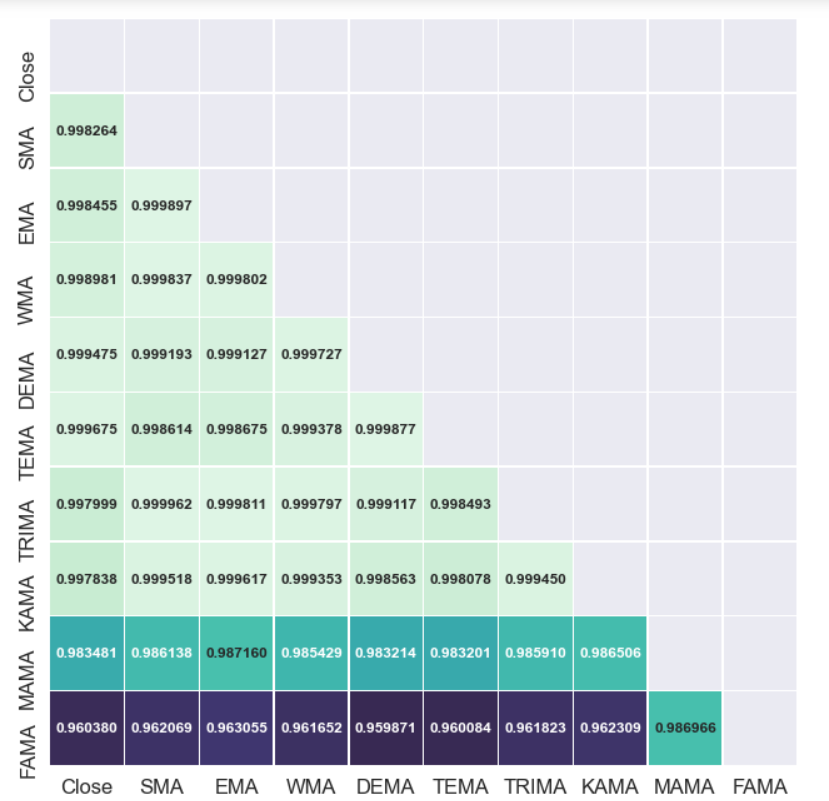 Close
SMA 0.998264
EMA 0.998455 0.999897
WMA 0.998981 0.999837 0.999802
DEMA 0.999475 0.999193 0.999127 0.999727
TEMA 0.999675 0.998614 0.998675 0.999378 0.999877
TRIMA 0.997999 0.999962 0.999811 0.999797 0.999117 0.998493
KAMA 0.997838 0.999518 0.999617 0.999353 0.998563 0.998078 0.999450
MAMA 0.983481 0.986138 0.987160 0.985429 0.983214 0.983201 0.985910 0.986506
FAMA 0.960380 0.962069 0.963055 0.961652 0.959871 0.960084 0.961823 0.962309 0.986966
Close SMA EMA WMA DEMA TEMA TRIMA KAMA MAMA FAMA